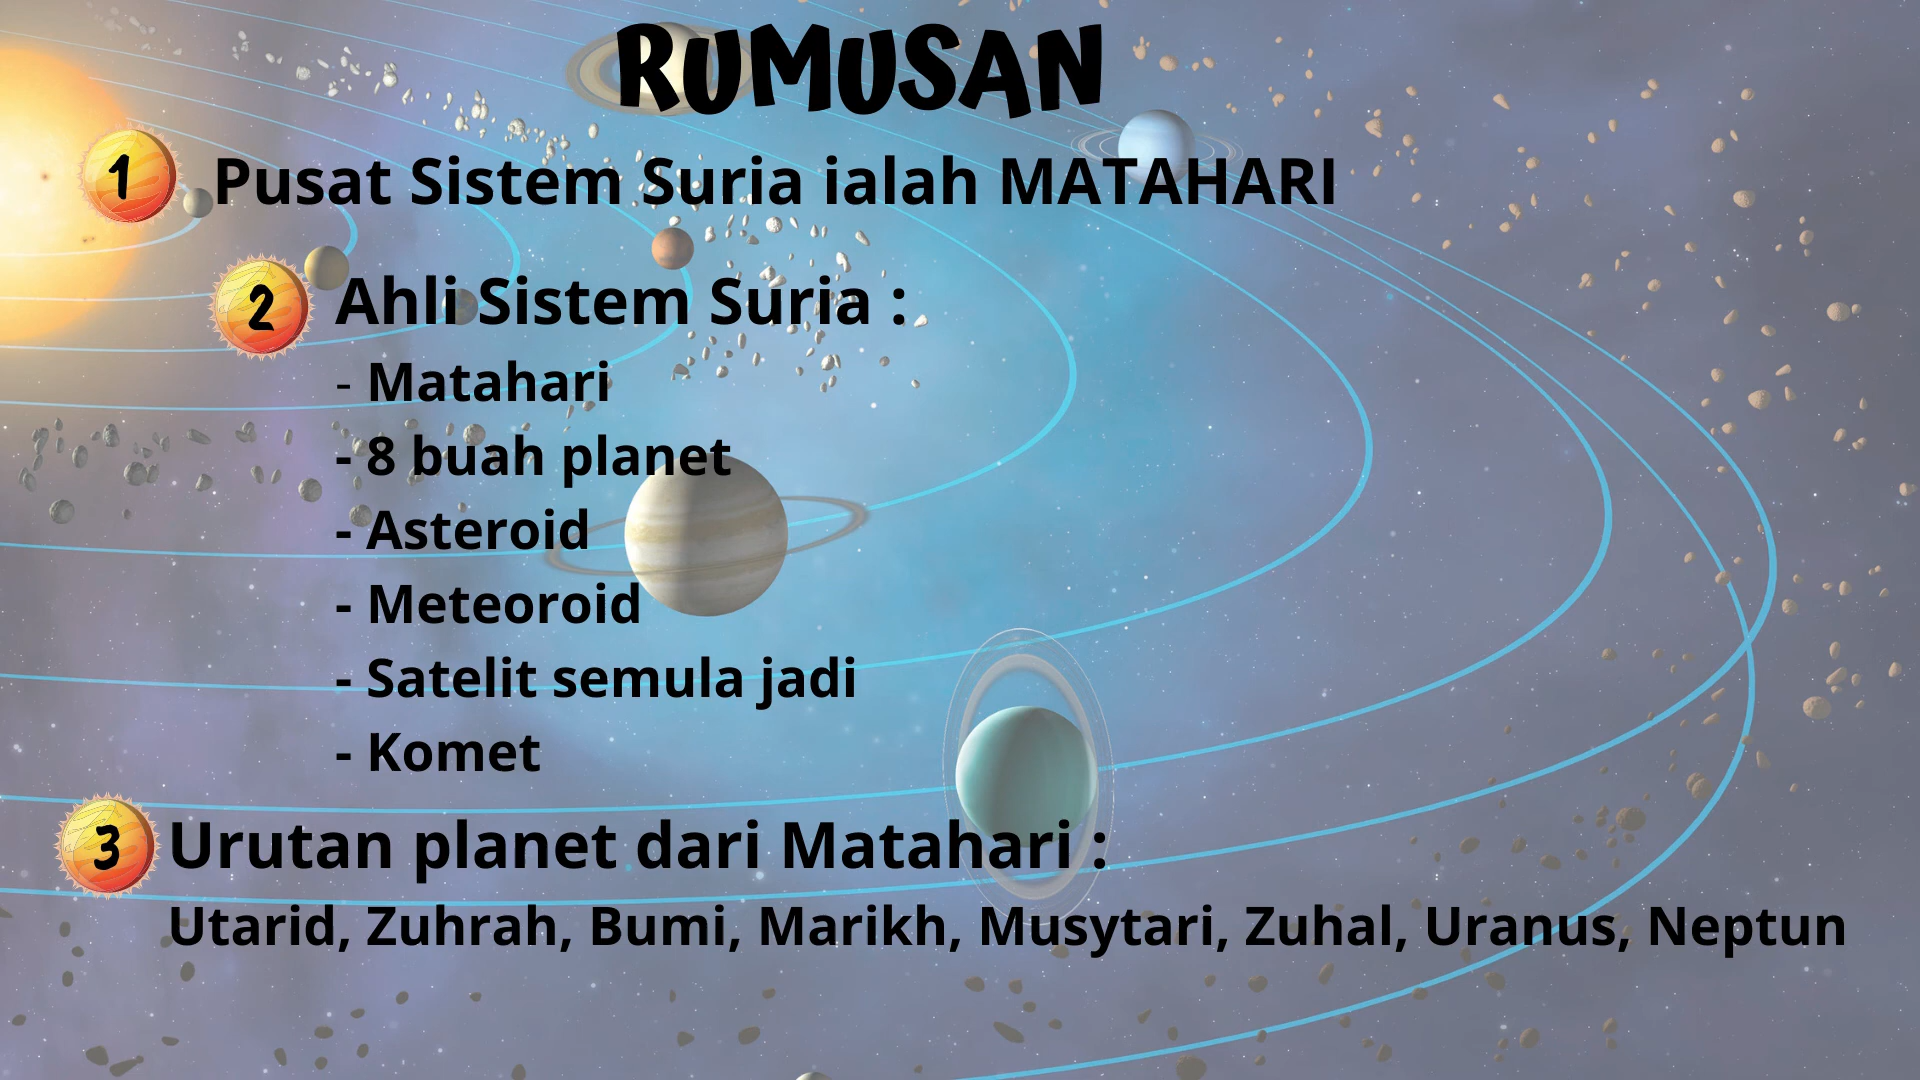 RUMUSAN
1 Pusat Sistem Suria ialah MATAHARI
2 Ahli Sistem Suria :
- Matahari
- 8 buah planet
- Asteroid
- Meteoroid
- Satelit semula jadi
- Komet
3 Urutan planet dari Matahari :
Utarid, Zuhrah, Bumi, Marikh, Musytari, Zuhal, Uranus, Neptun